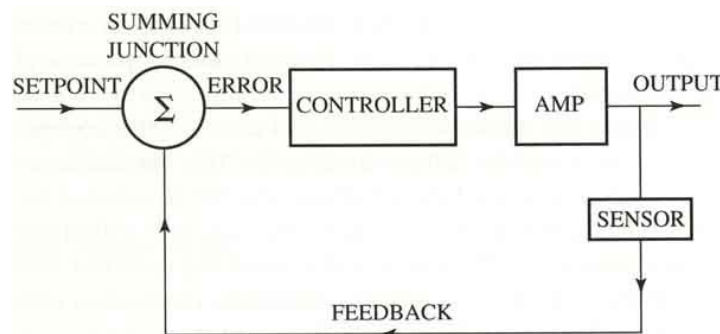 SUMMING
JUNCTION
SETPOINT
Σ
ERROR
CONTROLLER
AMP
OUTPUT
SENSOR
FEEDBACK